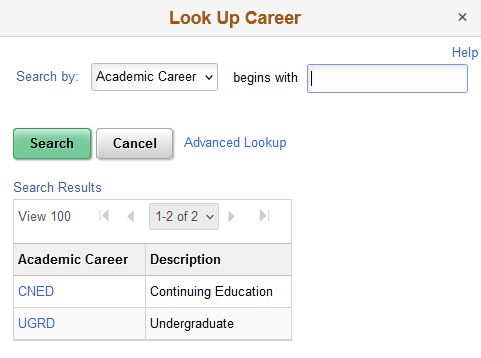 Look Up Career ×
Help
Search by: Academic Career begins with
Search Cancel Advanced Lookup
Search Results
View 100 1-2 of 2
Academic Career Description
CNED Continuing Education
UGRD Undergraduate